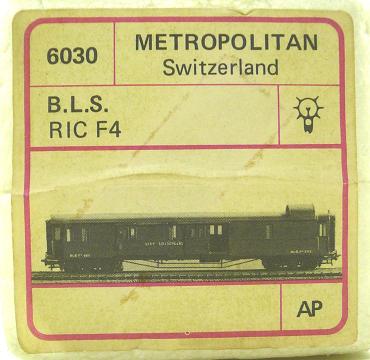 6030
METROPOLITAN
Switzerland
B.L.S.
RIC F4
AP